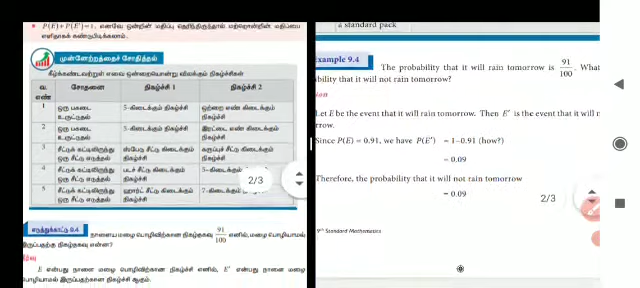 • P(E)+P(E')=1, எனவே ஒன்றின் மதிப்பு தெரிந்திருந்தால் மற்றொன்றின் மதிப்பை
எளிதாகக் கண்டுபிடிக்கலாம்.
முன்னேற்றத்தைச் சோதித்தல்
கீழ்க்கண்டவற்றுள் எவை ஒன்றையொன்று விலக்கும் நிகழ்ச்சிகள்
வ. எண் சோதனை நிகழ்ச்சி 1 நிகழ்ச்சி 2
1 ஒரு பகடை உருட்டுதல் 5-கிடைக்கும் நிகழ்ச்சி ஒற்றை எண் கிடைக்கும் நிகழ்ச்சி
2 ஒரு பகடை உருட்டுதல் 5-கிடைக்கும் நிகழ்ச்சி இரட்டை எண் கிடைக்கும் நிகழ்ச்சி
3 சீட்டுக் கட்டிலிருந்து ஒரு சீட்டு எடுத்தல் ஸ்பேடு சீட்டு கிடைக்கும் நிகழ்ச்சி கருப்புச் சீட்டு கிடைக்கும் நிகழ்ச்சி
4 சீட்டுக் கட்டிலிருந்து ஒரு சீட்டு எடுத்தல் படச் சீட்டு கிடைக்கும் நிகழ்ச்சி 5-கிடைக்கும்
5 சீட்டுக் கட்டிலிருந்து ஒரு சீட்டு எடுத்தல் ஹார்ட் சீட்டு கிடைக்கும் நிகழ்ச்சி 7-கிடைக்கும்
2/3
எடுத்துக்காட்டு 9.4 நாளைய மழை பொழிவிற்கான நிகழ்தகவு 91/100 எனில், மழை பொழியாமல்
இருப்பதற்கு நிகழ்தகவு என்ன?
தீர்வு
E என்பது நாளை மழை பொழிவிற்கான நிகழ்ச்சி எனில், E' என்பது நாளை மழை
பொழியாமல் இருப்பதற்கான நிகழ்ச்சி ஆகும்.
a standard pack
xample 9.4 The probability that it will rain tomorrow is 91/100. What
bility that it will not rain tomorrow?
Let E be the event that it will rain tomorrow. Then E' is the event that it will n
rrow.
Since P(E) = 0.91, we have P(E') = 1−0.91 (how?)
= 0.09
Therefore, the probability that it will not rain tomorrow
= 0.09
2/3
9th Standard Mathematics